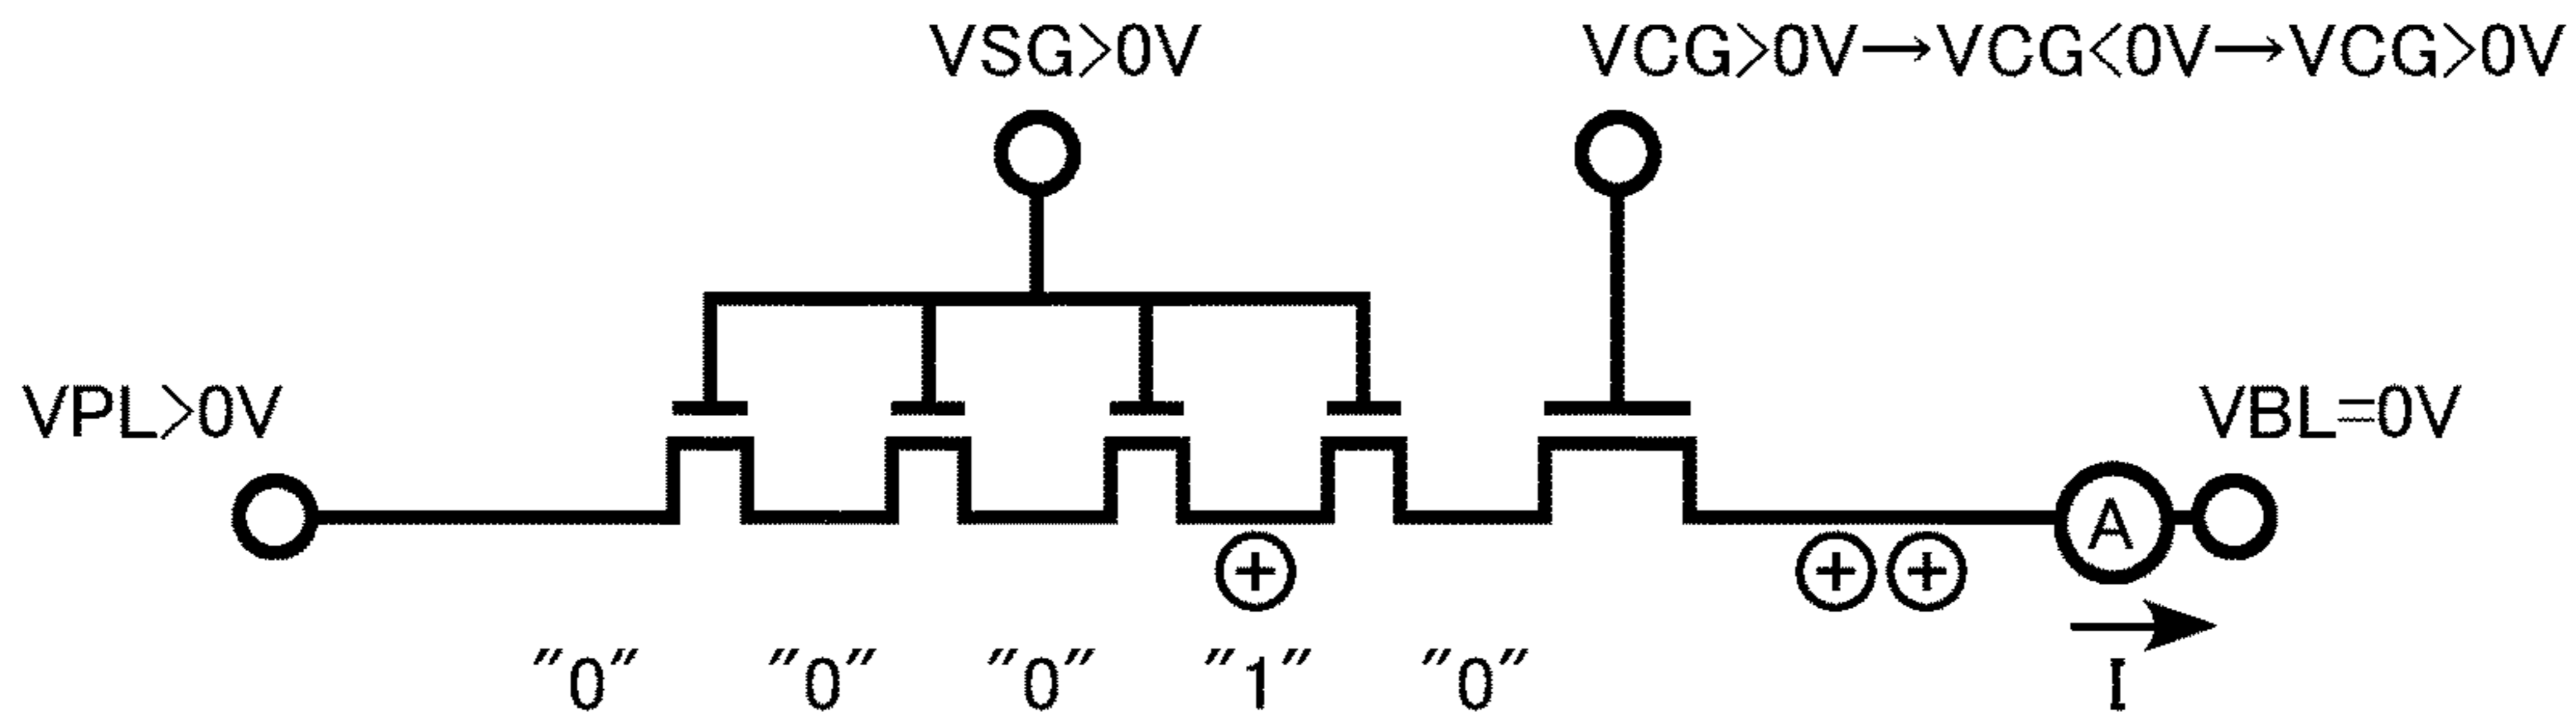 VSG>0V
VCG>0V→VCG<0V→VCG>0V
VPL>0V
VBL=0V
A
+
+ +
"0" "0" "0" "1" "0"
I